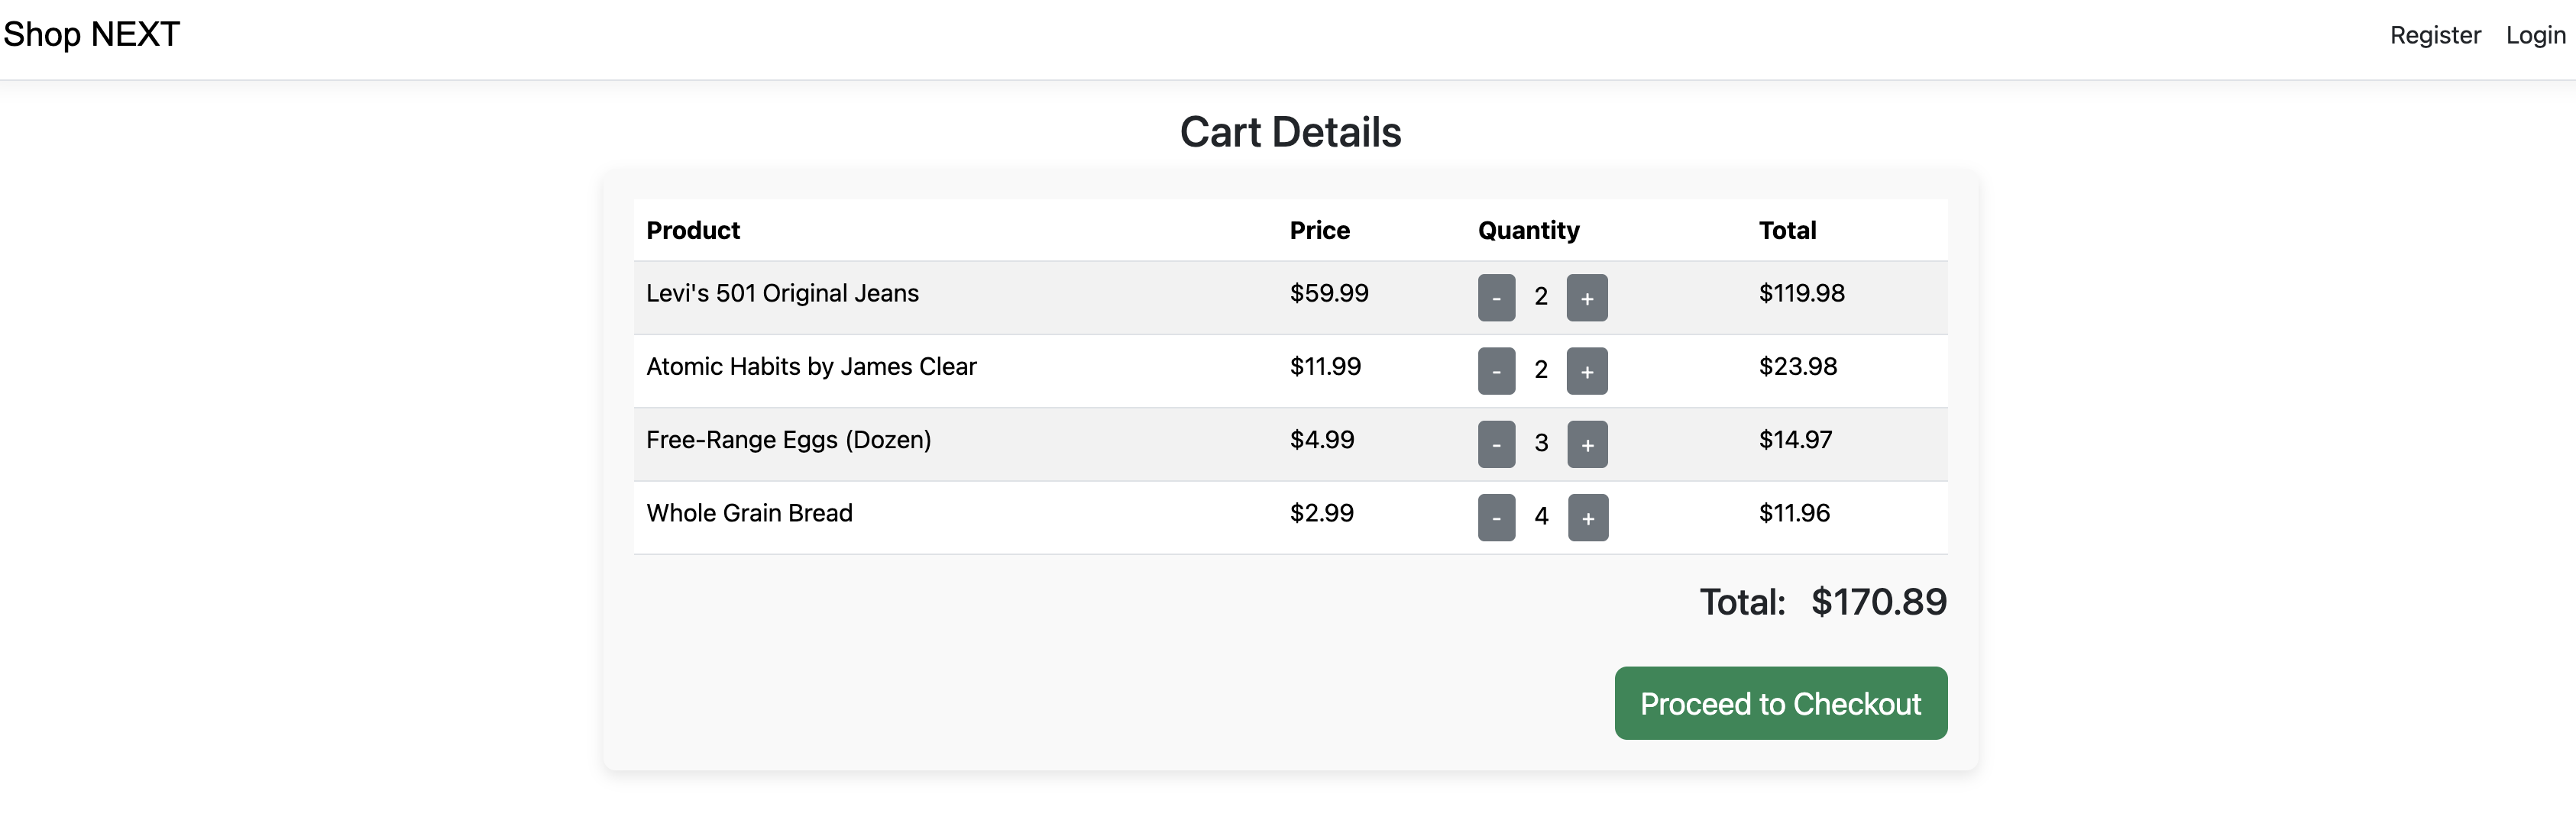 Shop NEXT Register Login
Cart Details
Product Price Quantity Total
Levi's 501 Original Jeans $59.99 - 2 + $119.98
Atomic Habits by James Clear $11.99 - 2 + $23.98
Free-Range Eggs (Dozen) $4.99 - 3 + $14.97
Whole Grain Bread $2.99 - 4 + $11.96
Total: $170.89
Proceed to Checkout